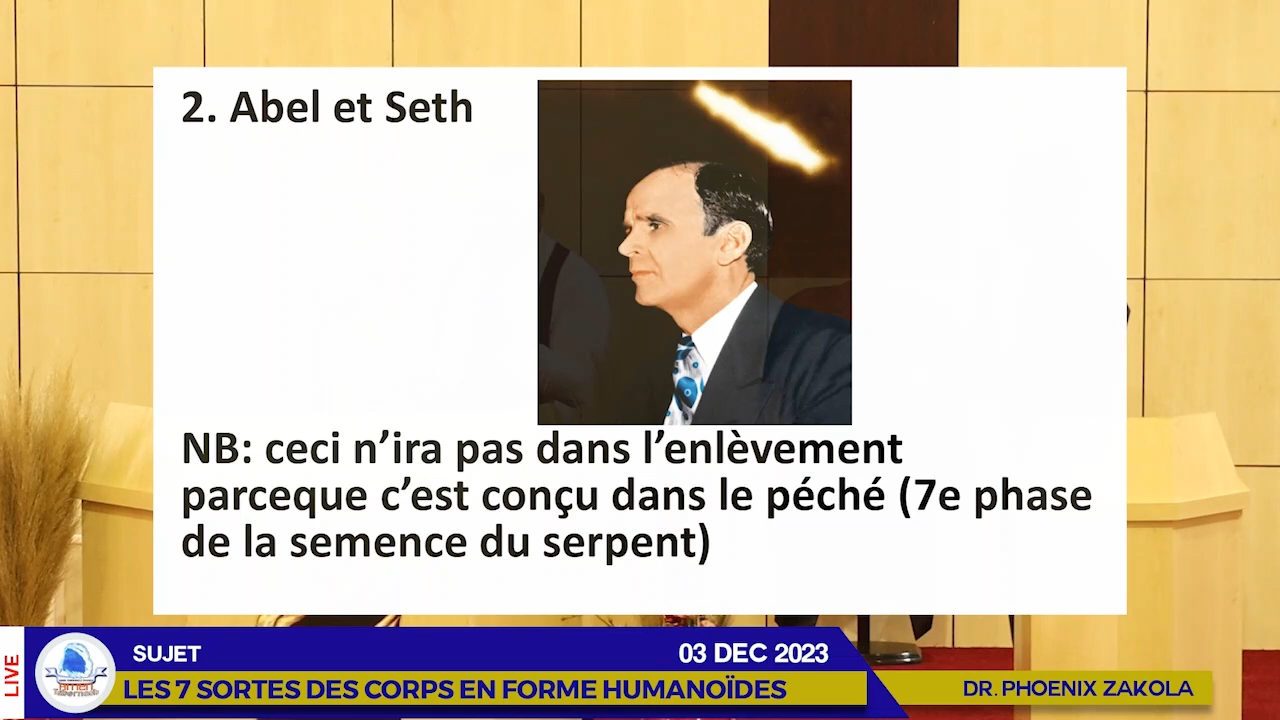 2. Abel et Seth
NB: ceci n’ira pas dans l’enlèvement
parceque c’est conçu dans le péché (7e phase
de la semence du serpent)
LIVE
SUJET
03 DEC 2023
LES 7 SORTES DES CORPS EN FORME HUMANOÏDES
DR. PHOENIX ZAKOLA